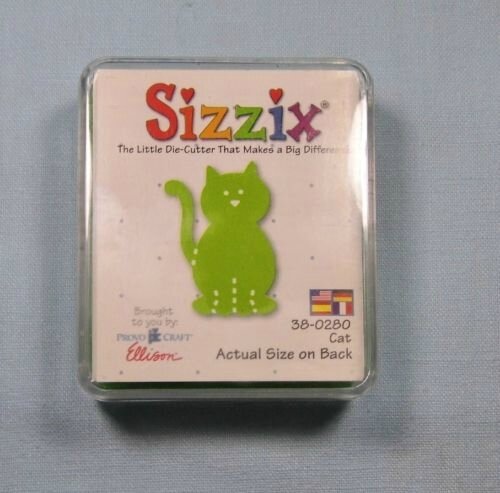 Sizzix®
The Little Die-Cutter That Makes a Big Difference
Brought
to you by:
PROVO CRAFT
Ellison
38-0280
Cat
Actual Size on Back